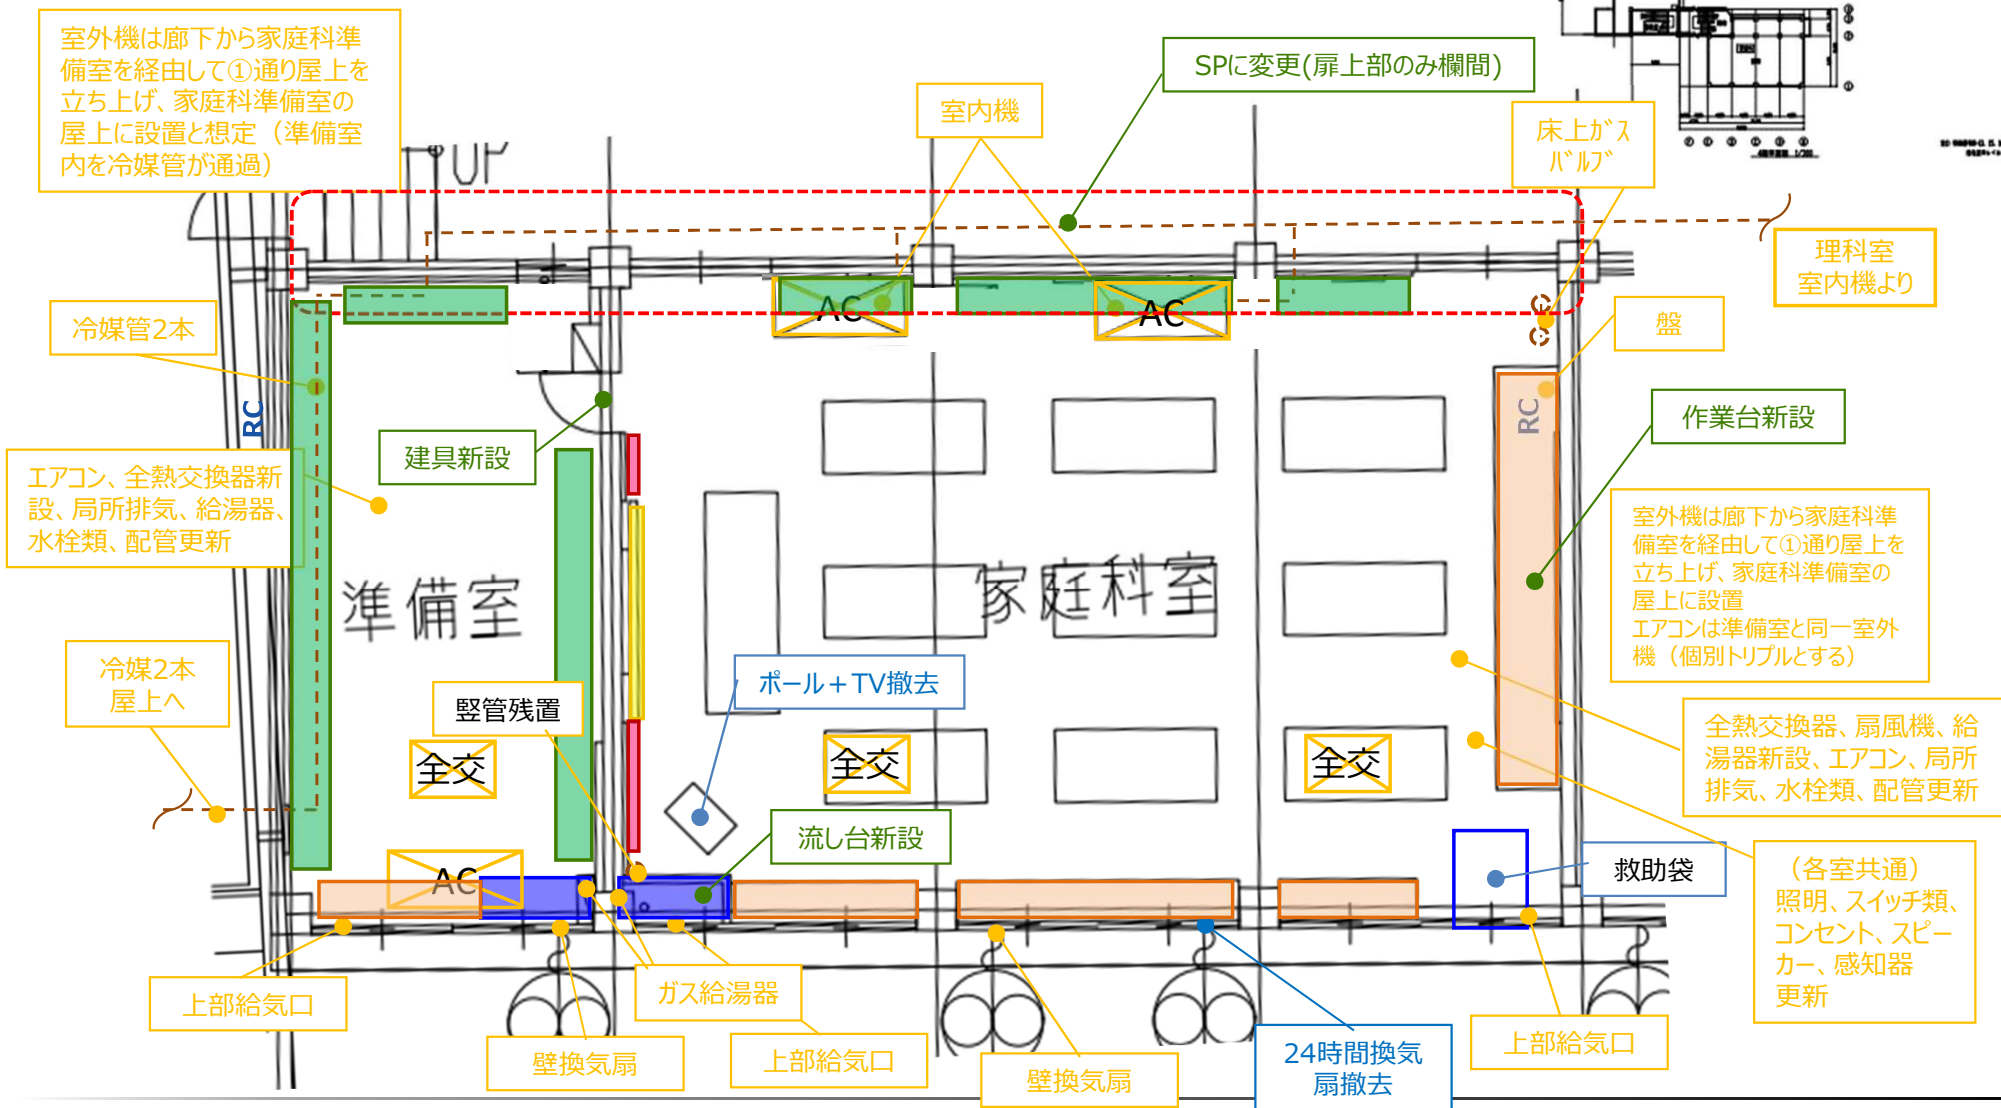 室外機は廊下から家庭科準
備室を経由して①通り屋上を
立ち上げ、家庭科準備室の
屋上に設置と想定（準備室
内を冷媒管が通過）
UP
SPに変更(扉上部のみ欄間)
室内機
床上ガス
バルブ
理科室
室内機より
冷媒管2本
AC
AC
盤
RC
RC
建具新設
作業台新設
エアコン、全熱交換器新
設、局所排気、給湯器、
水栓類、配管更新
室外機は廊下から家庭科準
備室を経由して①通り屋上を
立ち上げ、家庭科準備室の
屋上に設置
エアコンは準備室と同一室外
機（個別トリプルとする）
準備室
家庭科室
冷媒2本
屋上へ
竪管残置
ポール＋TV撤去
全交
全交
全交
全熱交換器、扇風機、給
湯器新設、エアコン、局所
排気、水栓類、配管更新
流し台新設
AC
救助袋
（各室共通）
照明、スイッチ類、
コンセント、スピー
カー、感知器
更新
上部給気口
ガス給湯器
壁換気扇
上部給気口
壁換気扇
24時間換気
扇撤去
上部給気口